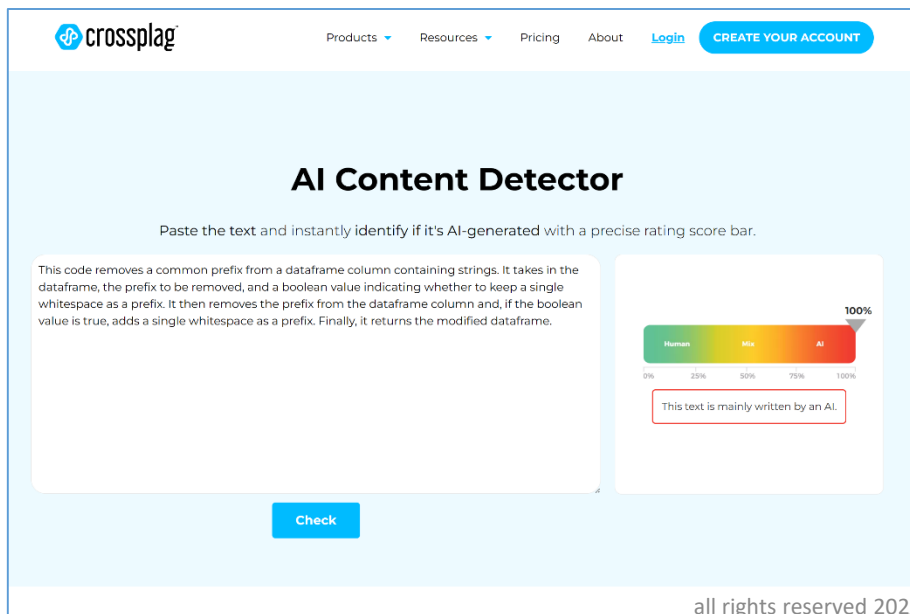 crossplag
Products Resources Pricing About Login CREATE YOUR ACCOUNT
AI Content Detector
Paste the text and instantly identify if it's AI-generated with a precise rating score bar.
This code removes a common prefix from a dataframe column containing strings. It takes in the
dataframe, the prefix to be removed, and a boolean value indicating whether to keep a single
whitespace as a prefix. It then removes the prefix from the dataframe column and, if the boolean
value is true, adds a single whitespace as a prefix. Finally, it returns the modified dataframe.
100%
Human Mix AI
0% 25% 50% 75% 100%
This text is mainly written by an AI.
Check
all rights reserved 202